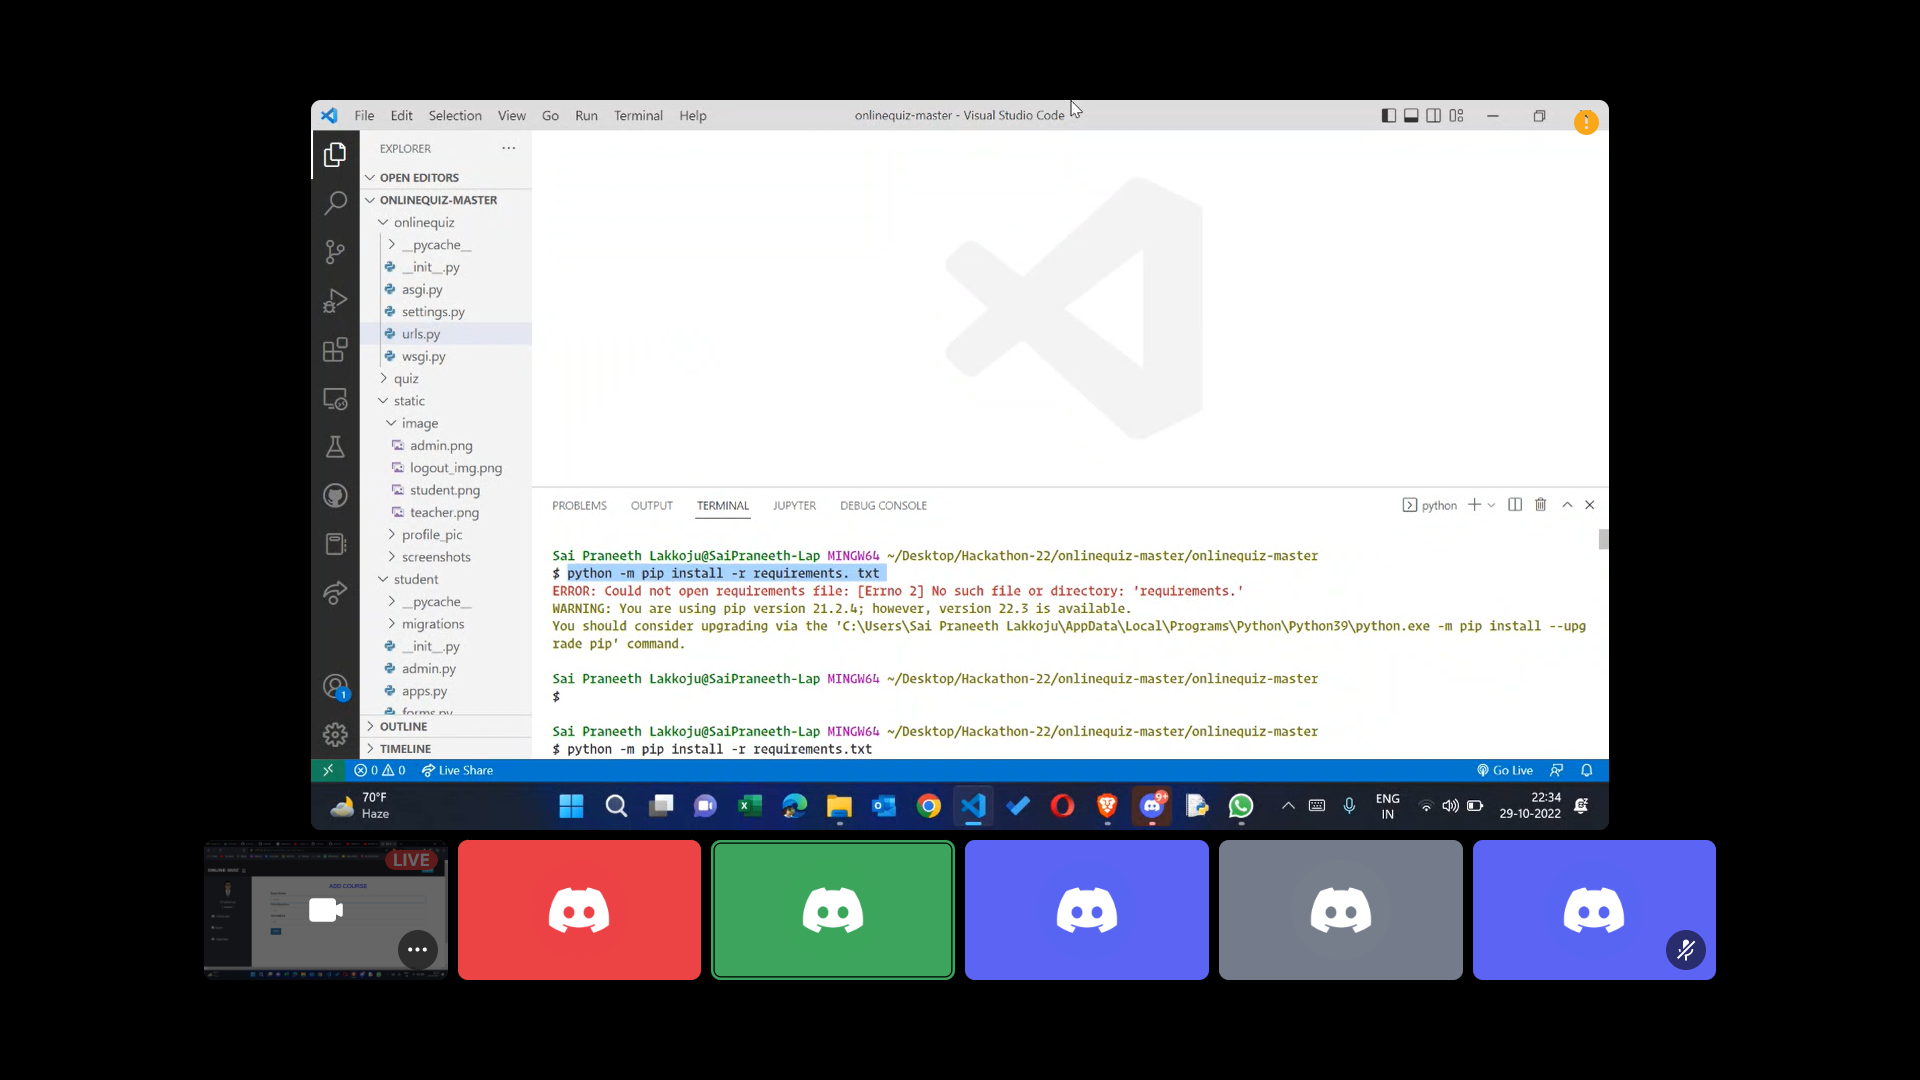 File Edit Selection View Go Run Terminal Help
onlinequiz-master - Visual Studio Code
EXPLORER
OPEN EDITORS
ONLINEQUIZ-MASTER
onlinequiz
__pycache__
__init__.py
asgi.py
settings.py
urls.py
wsgi.py
quiz
static
image
admin.png
logout_img.png
student.png
teacher.png
profile_pic
screenshots
student
__pycache__
migrations
__init__.py
admin.py
apps.py
forms.py
OUTLINE
TIMELINE
1
PROBLEMS OUTPUT TERMINAL JUPYTER DEBUG CONSOLE
python
Sai Praneeth Lakkoju@SaiPraneeth-Lap MINGW64 ~/Desktop/Hackathon-22/onlinequiz-master/onlinequiz-master
$ python -m pip install -r requirements. txt
ERROR: Could not open requirements file: [Errno 2] No such file or directory: 'requirements.'
WARNING: You are using pip version 21.2.4; however, version 22.3 is available.
You should consider upgrading via the 'C:\Users\Sai Praneeth Lakkoju\AppData\Local\Programs\Python\Python39\python.exe -m pip install --upg
rade pip' command.
Sai Praneeth Lakkoju@SaiPraneeth-Lap MINGW64 ~/Desktop/Hackathon-22/onlinequiz-master/onlinequiz-master
$
Sai Praneeth Lakkoju@SaiPraneeth-Lap MINGW64 ~/Desktop/Hackathon-22/onlinequiz-master/onlinequiz-master
$ python -m pip install -r requirements.txt
0 0 Live Share
Go Live
70°F
Haze
9+
ENG
IN
22:34
29-10-2022
LIVE
ADD COURSE